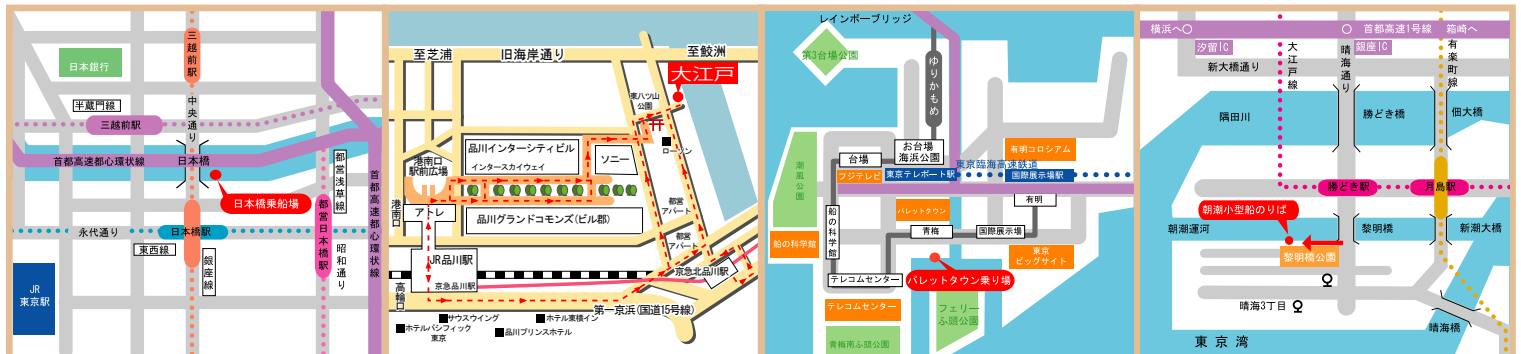 三越前駅
日本銀行
半蔵門線
三越前駅
中央通り
首都高速都心環状線
日本橋
都営浅草線
首都高速都心環状線
日本橋乗船場
都営日本橋駅
永代通り
日本橋駅
東西線
銀座線
昭和通り
JR
東京駅
至芝浦
旧海岸通り
至鮫洲
大江戸
東八ツ山
公園
ローソン
品川インターシティビル
インタースカイウェイ
ソニー
港南口
駅前広場
港南口
アトレ
品川グランドコモンズ(ビル郡)
都営
アパート
都営
アパート
JR品川駅
京急品川駅
京急北品川駅
高輪口
第一京浜(国道15号線)
サウスウイング
ホテル東横イン
ホテルパシフィック
東京
品川プリンスホテル
レインボーブリッジ
第3台場公園
ゆりかもめ
お台場
海浜公園
有明コロシアム
台場
東京臨海高速鉄道
フジテレビ
東京テレポート駅
国際展示場駅
潮風公園
有明
船の科学館
パレットタウン
青梅
国際展示場
船の科学館
東京
ビッグサイト
テレコムセンター
パレットタウン乗り場
テレコムセンター
フェリー
ふ頭公園
青梅南ふ頭公園
横浜へ
首都高速1号線
箱崎へ
汐留IC
銀座IC
新大橋通り
大江戸線
晴海通り
有楽町線
隅田川
勝どき橋
佃大橋
勝どき駅
月島駅
朝潮小型船のりば
朝潮運河
黎明橋
新潮大橋
黎明橋公園
晴海3丁目
晴海橋
東京湾